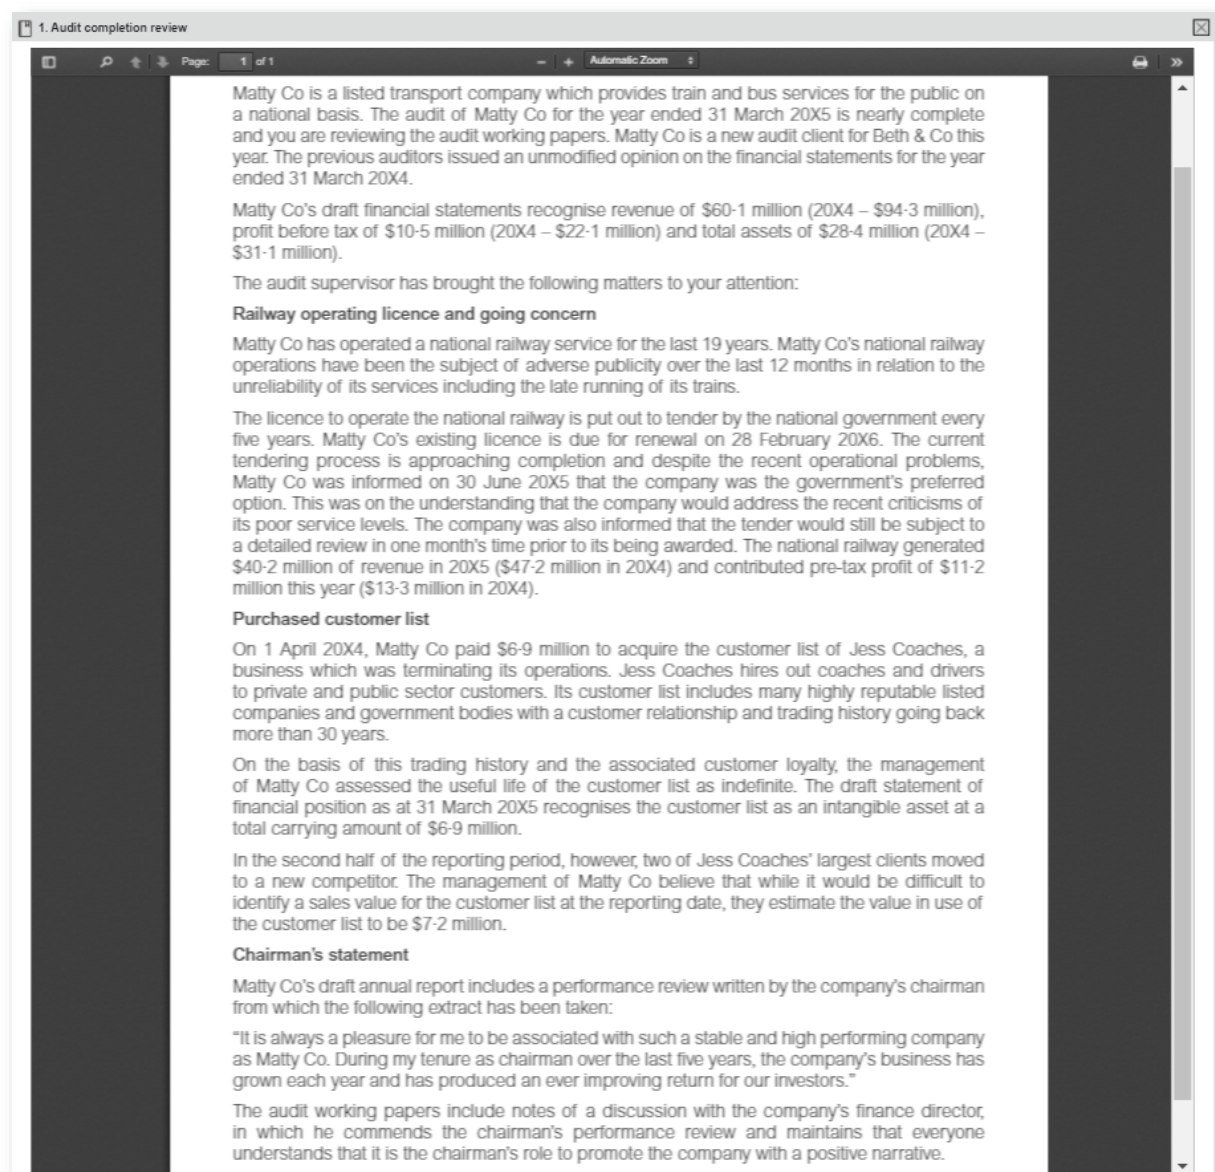 1. Audit completion review
Page: 1 of 1 Automatic Zoom
Matty Co is a listed transport company which provides train and bus services for the public on
a national basis. The audit of Matty Co for the year ended 31 March 20X5 is nearly complete
and you are reviewing the audit working papers. Matty Co is a new audit client for Beth & Co this
year. The previous auditors issued an unmodified opinion on the financial statements for the year
ended 31 March 20X4.
Matty Co's draft financial statements recognise revenue of $60·1 million (20X4 – $94·3 million),
profit before tax of $10·5 million (20X4 – $22·1 million) and total assets of $28·4 million (20X4 –
$31·1 million).
The audit supervisor has brought the following matters to your attention:
Railway operating licence and going concern
Matty Co has operated a national railway service for the last 19 years. Matty Co's national railway
operations have been the subject of adverse publicity over the last 12 months in relation to the
unreliability of its services including the late running of its trains.
The licence to operate the national railway is put out to tender by the national government every
five years. Matty Co's existing licence is due for renewal on 28 February 20X6. The current
tendering process is approaching completion and despite the recent operational problems,
Matty Co was informed on 30 June 20X5 that the company was the government's preferred
option. This was on the understanding that the company would address the recent criticisms of
its poor service levels. The company was also informed that the tender would still be subject to
a detailed review in one month's time prior to its being awarded. The national railway generated
$40·2 million of revenue in 20X5 ($47·2 million in 20X4) and contributed pre-tax profit of $11·2
million this year ($13·3 million in 20X4).
Purchased customer list
On 1 April 20X4, Matty Co paid $6·9 million to acquire the customer list of Jess Coaches, a
business which was terminating its operations. Jess Coaches hires out coaches and drivers
to private and public sector customers. Its customer list includes many highly reputable listed
companies and government bodies with a customer relationship and trading history going back
more than 30 years.
On the basis of this trading history and the associated customer loyalty, the management
of Matty Co assessed the useful life of the customer list as indefinite. The draft statement of
financial position as at 31 March 20X5 recognises the customer list as an intangible asset at a
total carrying amount of $6·9 million.
In the second half of the reporting period, however, two of Jess Coaches' largest clients moved
to a new competitor. The management of Matty Co believe that while it would be difficult to
identify a sales value for the customer list at the reporting date, they estimate the value in use of
the customer list to be $7·2 million.
Chairman's statement
Matty Co's draft annual report includes a performance review written by the company's chairman
from which the following extract has been taken:
"It is always a pleasure for me to be associated with such a stable and high performing company
as Matty Co. During my tenure as chairman over the last five years, the company's business has
grown each year and has produced an ever improving return for our investors."
The audit working papers include notes of a discussion with the company's finance director,
in which he commends the chairman's performance review and maintains that everyone
understands that it is the chairman's role to promote the company with a positive narrative.